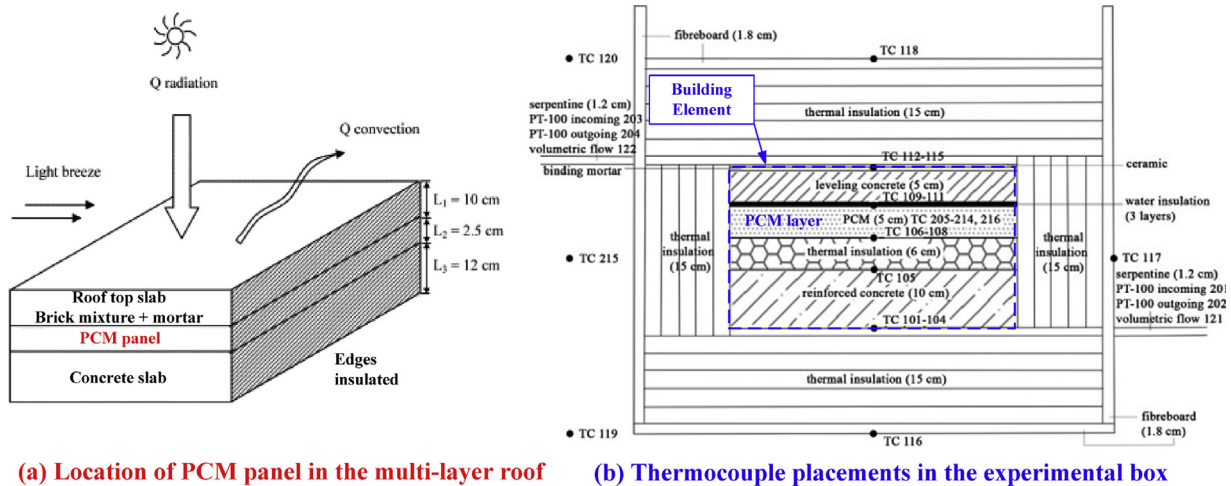 Q radiation
Q convection
Light breeze
L₁ = 10 cm
L₂ = 2.5 cm
L₃ = 12 cm
Roof top slab
Brick mixture + mortar
PCM panel
Concrete slab
Edges
insulated
(a) Location of PCM panel in the multi-layer roof
fibreboard (1.8 cm)
TC 120
TC 118
Building
Element
serpentine (1.2 cm)
PT-100 incoming 203
PT-100 outgoing 204
volumetric flow 122
thermal insulation (15 cm)
TC 112-115
binding mortar
ceramic
leveling concrete (5 cm)
TC 109-111
water insulation
(3 layers)
PCM layer
PCM (5 cm) TC 205-214, 216
TC 106-108
thermal
insulation
(15 cm)
thermal insulation (6 cm)
thermal
insulation
(15 cm)
TC 215
TC 117
TC 105
reinforced concrete (10 cm)
serpentine (1.2 cm)
PT-100 incoming 201
PT-100 outgoing 202
volumetric flow 121
TC 101-104
thermal insulation (15 cm)
fibreboard
(1.8 cm)
TC 119
TC 116
(b) Thermocouple placements in the experimental box